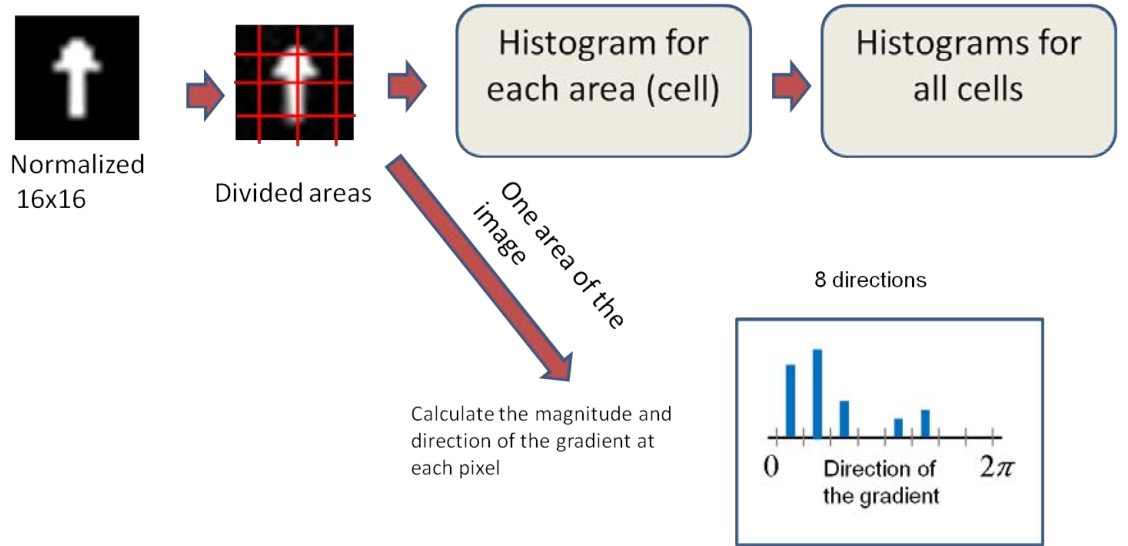 Normalized
16x16
Divided areas
Histogram for
each area (cell)
Histograms for
all cells
One area of the
image
8 directions
Calculate the magnitude and
direction of the gradient at
each pixel
0
2π
Direction of
the gradient